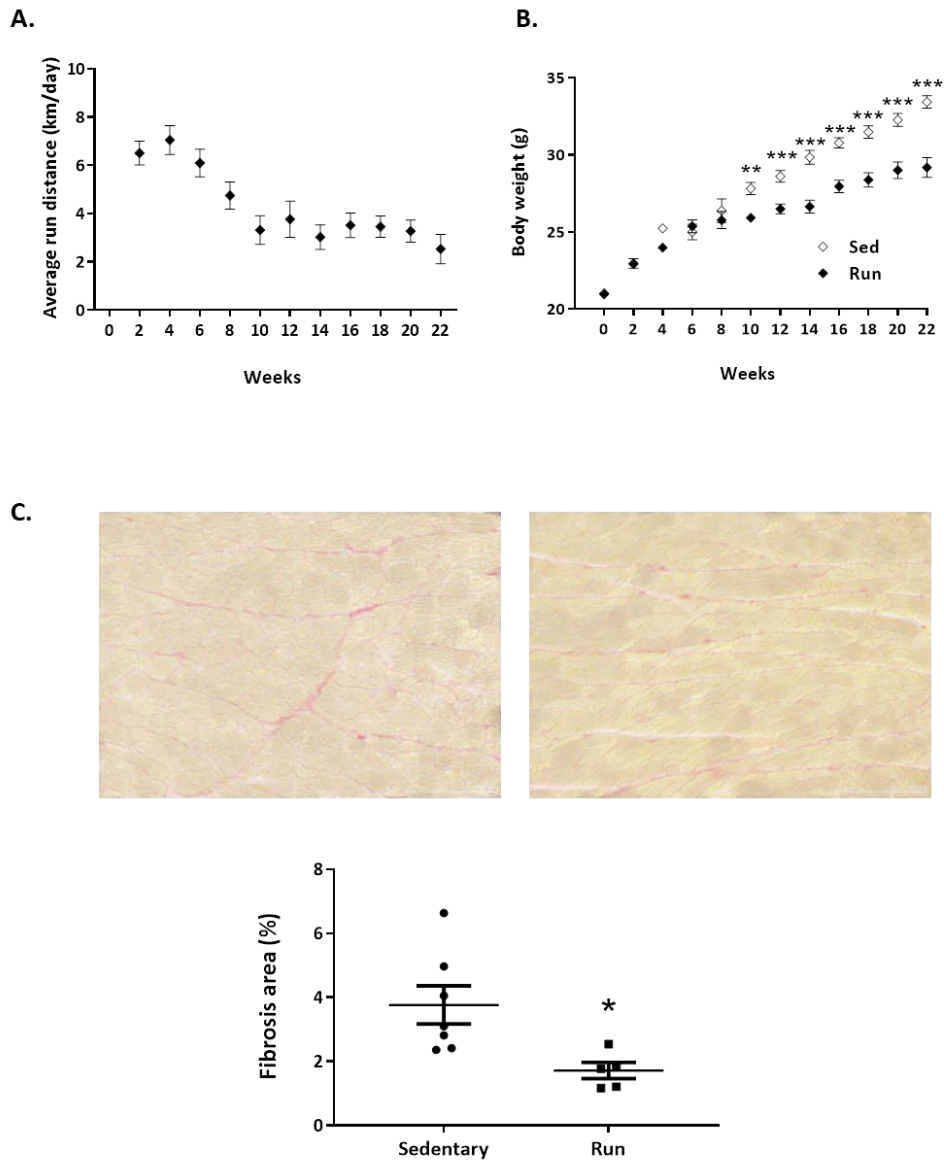 A.
B.
Average run distance (km/day)
10
8
6
4
2
0
0 2 4 6 8 10 12 14 16 18 20 22
Weeks
Body weight (g)
35
30
25
20
** *** *** *** *** *** ***
Sed
Run
0 2 4 6 8 10 12 14 16 18 20 22
Weeks
C.
Fibrosis area (%)
8
6
4
2
0
*
Sedentary Run